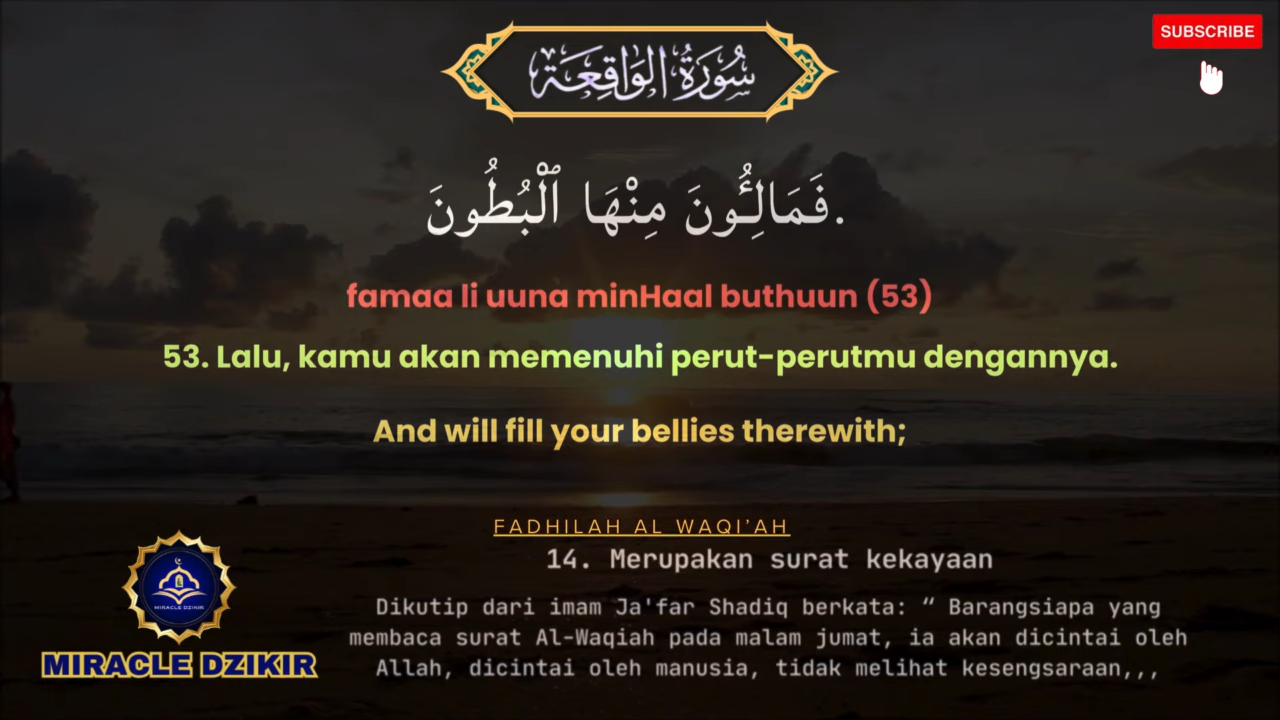 SUBSCRIBE
سُورَةُ الوَاقِعَة
فَمَالِـُٔونَ مِنْهَا ٱلْبُطُونَ.
famaa li uuna minHaal buthuun (53)
53. Lalu, kamu akan memenuhi perut-perutmu dengannya.
And will fill your bellies therewith;
FADHILAH AL WAQI'AH
14. Merupakan surat kekayaan
Dikutip dari imam Ja'far Shadiq berkata: “ Barangsiapa yang
membaca surat Al-Waqiah pada malam jumat, ia akan dicintai oleh
Allah, dicintai oleh manusia, tidak melihat kesengsaraan,,,
MIRACLE DZIKIR
MIRACLE DZIKIR